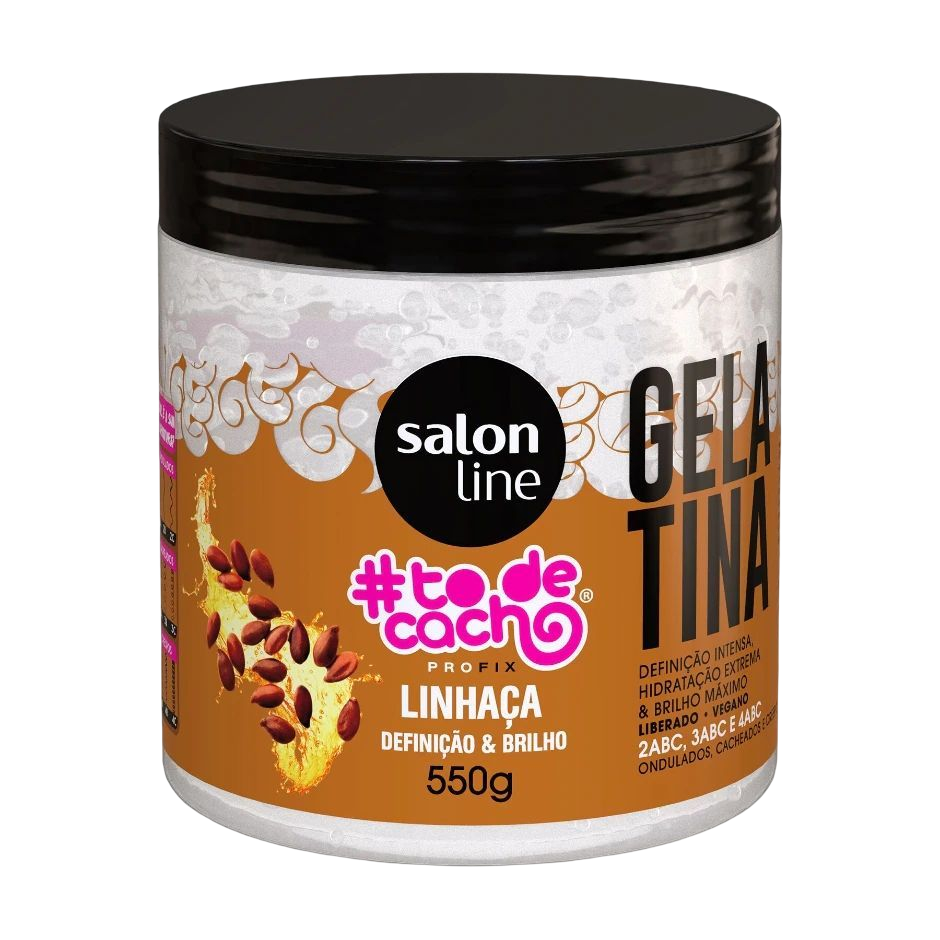 salon
line
#to de
cacho®
PROFIX
LINHAÇA
DEFINIÇÃO & BRILHO
550g
GELA
TINA
DEFINIÇÃO INTENSA,
HIDRATAÇÃO EXTREMA
& BRILHO MÁXIMO
LIBERADO • VEGANO
2ABC, 3ABC E 4ABC
ONDULADOS, CACHEADOS E